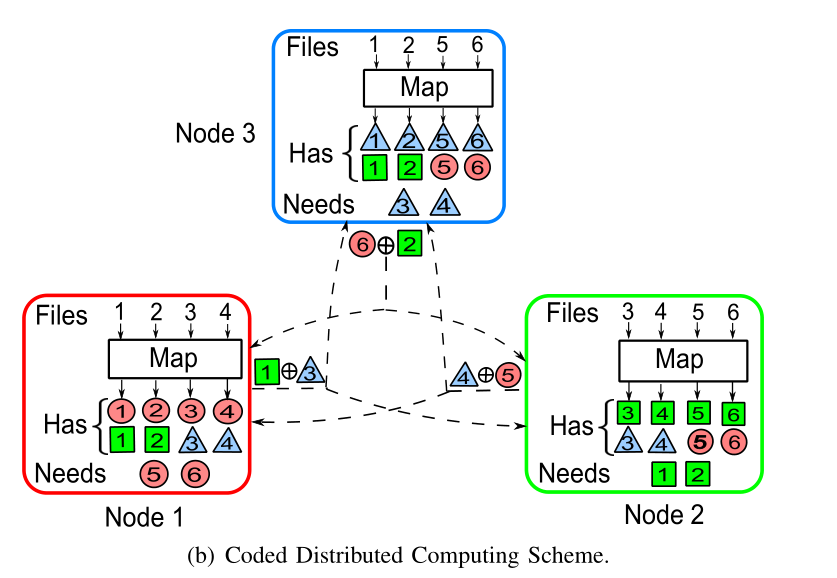 Files 1 2 5 6
Map
Node 3
Has 1 2 5 6
1 2 5 6
Needs 3 4
6 ⊕ 2
Files 1 2 3 4
Map
Has 1 2 3 4
1 2 3 4
Needs 5 6
Node 1
1 ⊕ 3
4 ⊕ 5
Files 3 4 5 6
Map
Has 3 4 5 6
3 4 5 6
Needs 1 2
Node 2
(b) Coded Distributed Computing Scheme.